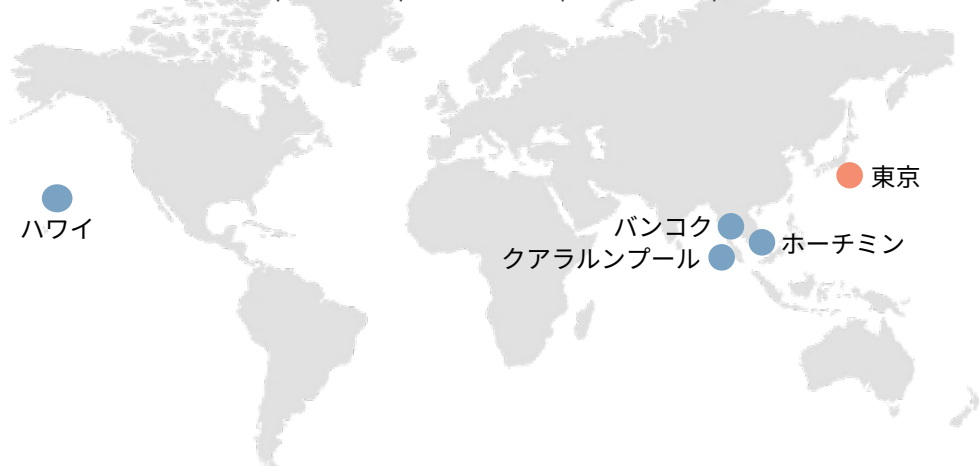 東京
ハワイ
バンコク
ホーチミン
クアラルンプール